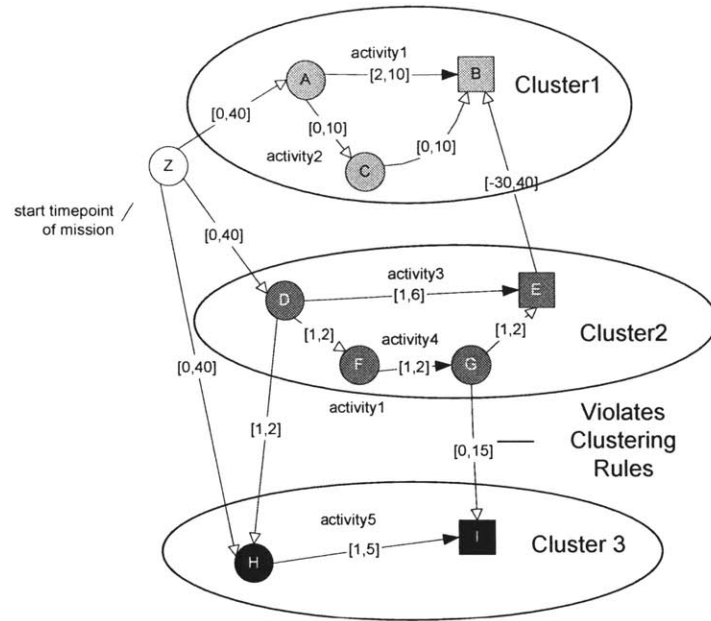 activity1
A
[2,10]
B
Cluster1
[0,40]
[0,10]
[0,10]
activity2
C
Z
[-30,40]
start timepoint
of mission
[0,40]
activity3
D
[1,6]
E
[1,2]
activity4
[1,2]
Cluster2
F
[1,2]
G
[0,40]
activity1
Violates
Clustering
Rules
[1,2]
[0,15]
activity5
I
Cluster 3
H
[1,5]